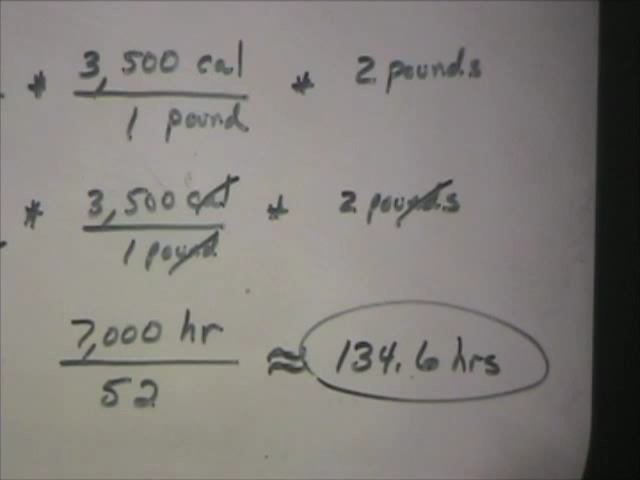 * 3,500 cal * 2 pounds
1 pound
* 3,500 cal * 2 pounds
1 pound
7,000 hr ≈ 134.6 hrs
52